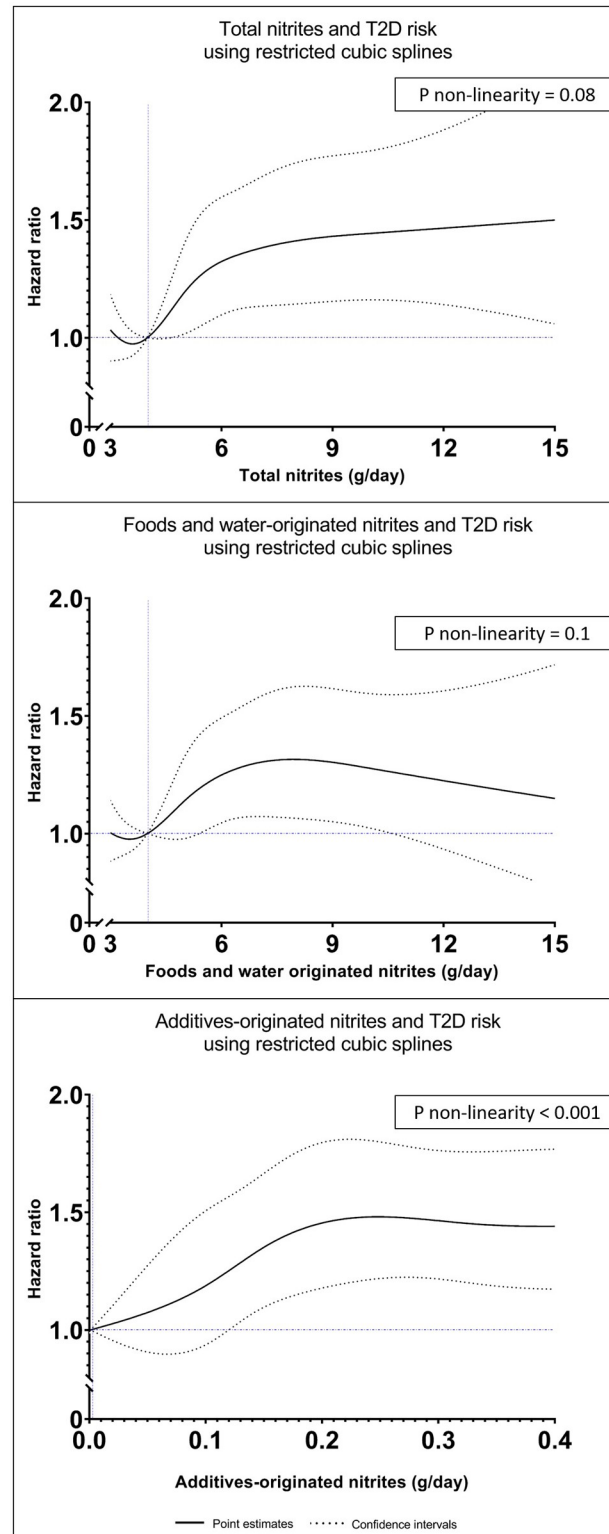 Total nitrites and T2D risk
using restricted cubic splines
P non-linearity = 0.08
2.0
1.5
1.0
0
Hazard ratio
0 3 6 9 12 15
Total nitrites (g/day)
Foods and water-originated nitrites and T2D risk
using restricted cubic splines
P non-linearity = 0.1
2.0
1.5
1.0
0
Hazard ratio
0 3 6 9 12 15
Foods and water originated nitrites (g/day)
Additives-originated nitrites and T2D risk
using restricted cubic splines
P non-linearity < 0.001
2.0
1.5
1.0
0
Hazard ratio
0.0 0.1 0.2 0.3 0.4
Additives-originated nitrites (g/day)
Point estimates Confidence intervals